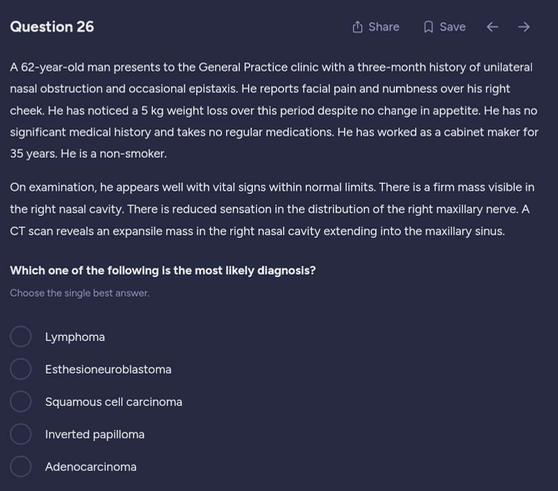 Question 26
Share
Save
A 62-year-old man presents to the General Practice clinic with a three-month history of unilateral
nasal obstruction and occasional epistaxis. He reports facial pain and numbness over his right
cheek. He has noticed a 5 kg weight loss over this period despite no change in appetite. He has no
significant medical history and takes no regular medications. He has worked as a cabinet maker for
35 years. He is a non-smoker.
On examination, he appears well with vital signs within normal limits. There is a firm mass visible in
the right nasal cavity. There is reduced sensation in the distribution of the right maxillary nerve. A
CT scan reveals an expansile mass in the right nasal cavity extending into the maxillary sinus.
Which one of the following is the most likely diagnosis?
Choose the single best answer.
Lymphoma
Esthesioneuroblastoma
Squamous cell carcinoma
Inverted papilloma
Adenocarcinoma